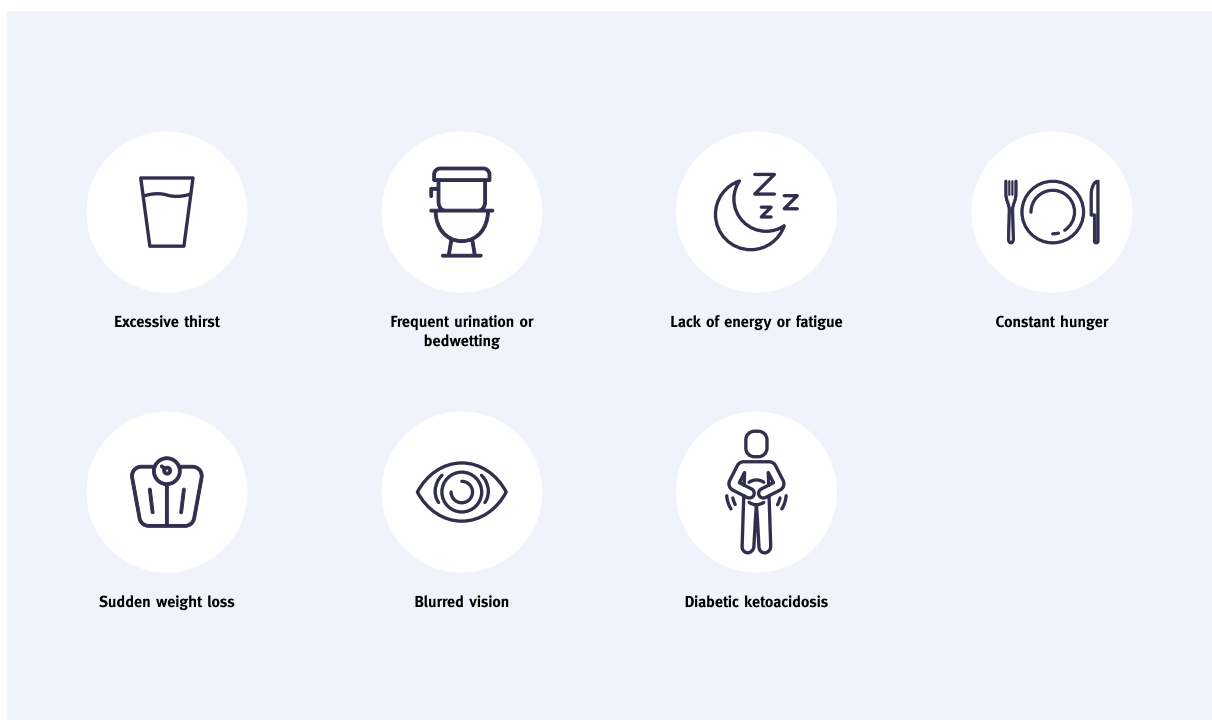 Excessive thirst
Frequent urination or
bedwetting
Lack of energy or fatigue
Constant hunger
Sudden weight loss
Blurred vision
Diabetic ketoacidosis